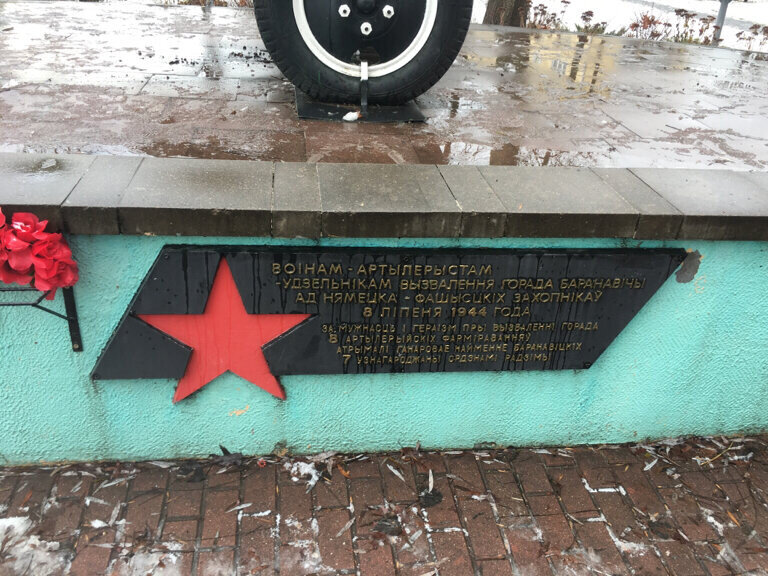 ВОІНАМ - АРТЫЛЕРЫСТАМ
-УДЗЕЛЬНІКАМ ВЫЗВАЛЕННЯ ГОРАДА БАРАНАВІЧЫ
АД НЯМЕЦКА - ФАШЫСЦКІХ ЗАХОПНІКАЎ
8 ЛІПЕНЯ 1944 ГОДА
ЗА МУЖНАСЦЬ І ГЕРАІЗМ ПРЫ ВЫЗВАЛЕННІ ГОРАДА
8 АРТЫЛЕРЫЙСКІХ ФАРМІРАВАННЯЎ
АТРЫМАЛІ ГАНАРОВАЕ НАЙМЕННЕ БАРАНАВІЦКІХ
7 УЗНАГАРОДЖАНЫ ОРДЭНАМІ РАДЗІМЫ